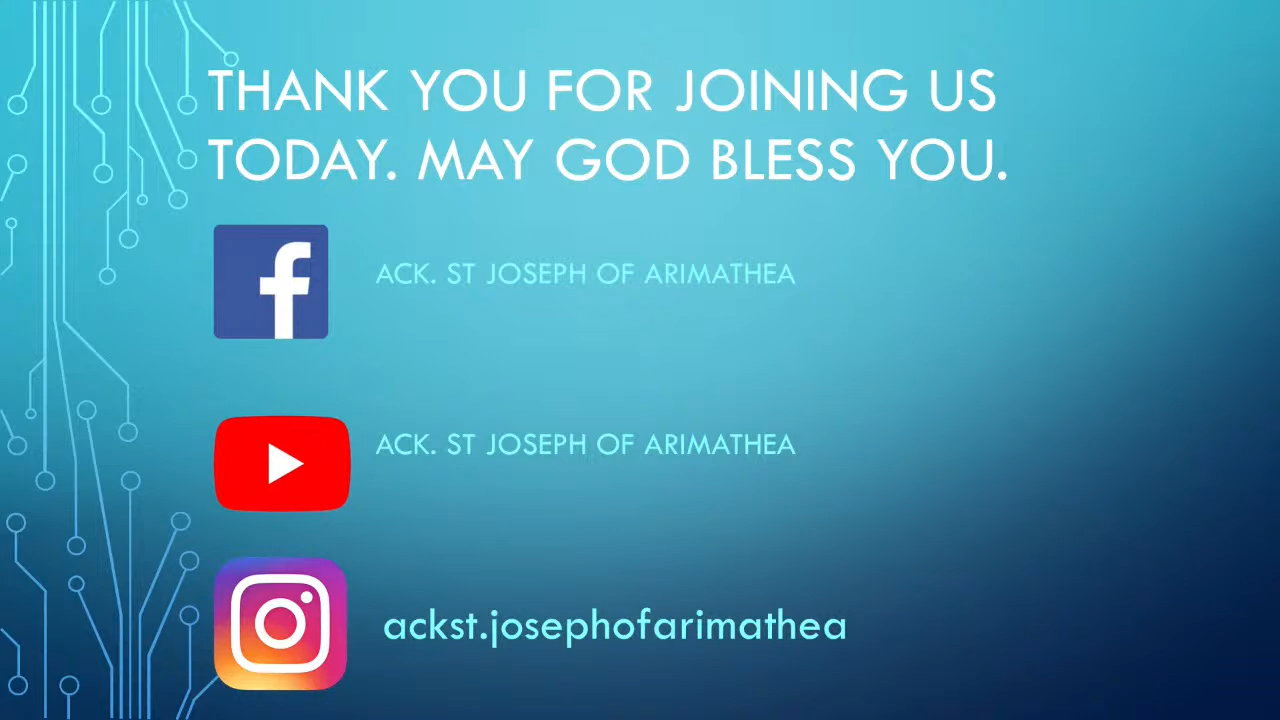 THANK YOU FOR JOINING US
TODAY. MAY GOD BLESS YOU.
ACK. ST JOSEPH OF ARIMATHEA
ACK. ST JOSEPH OF ARIMATHEA
ackst.josephofarimathea